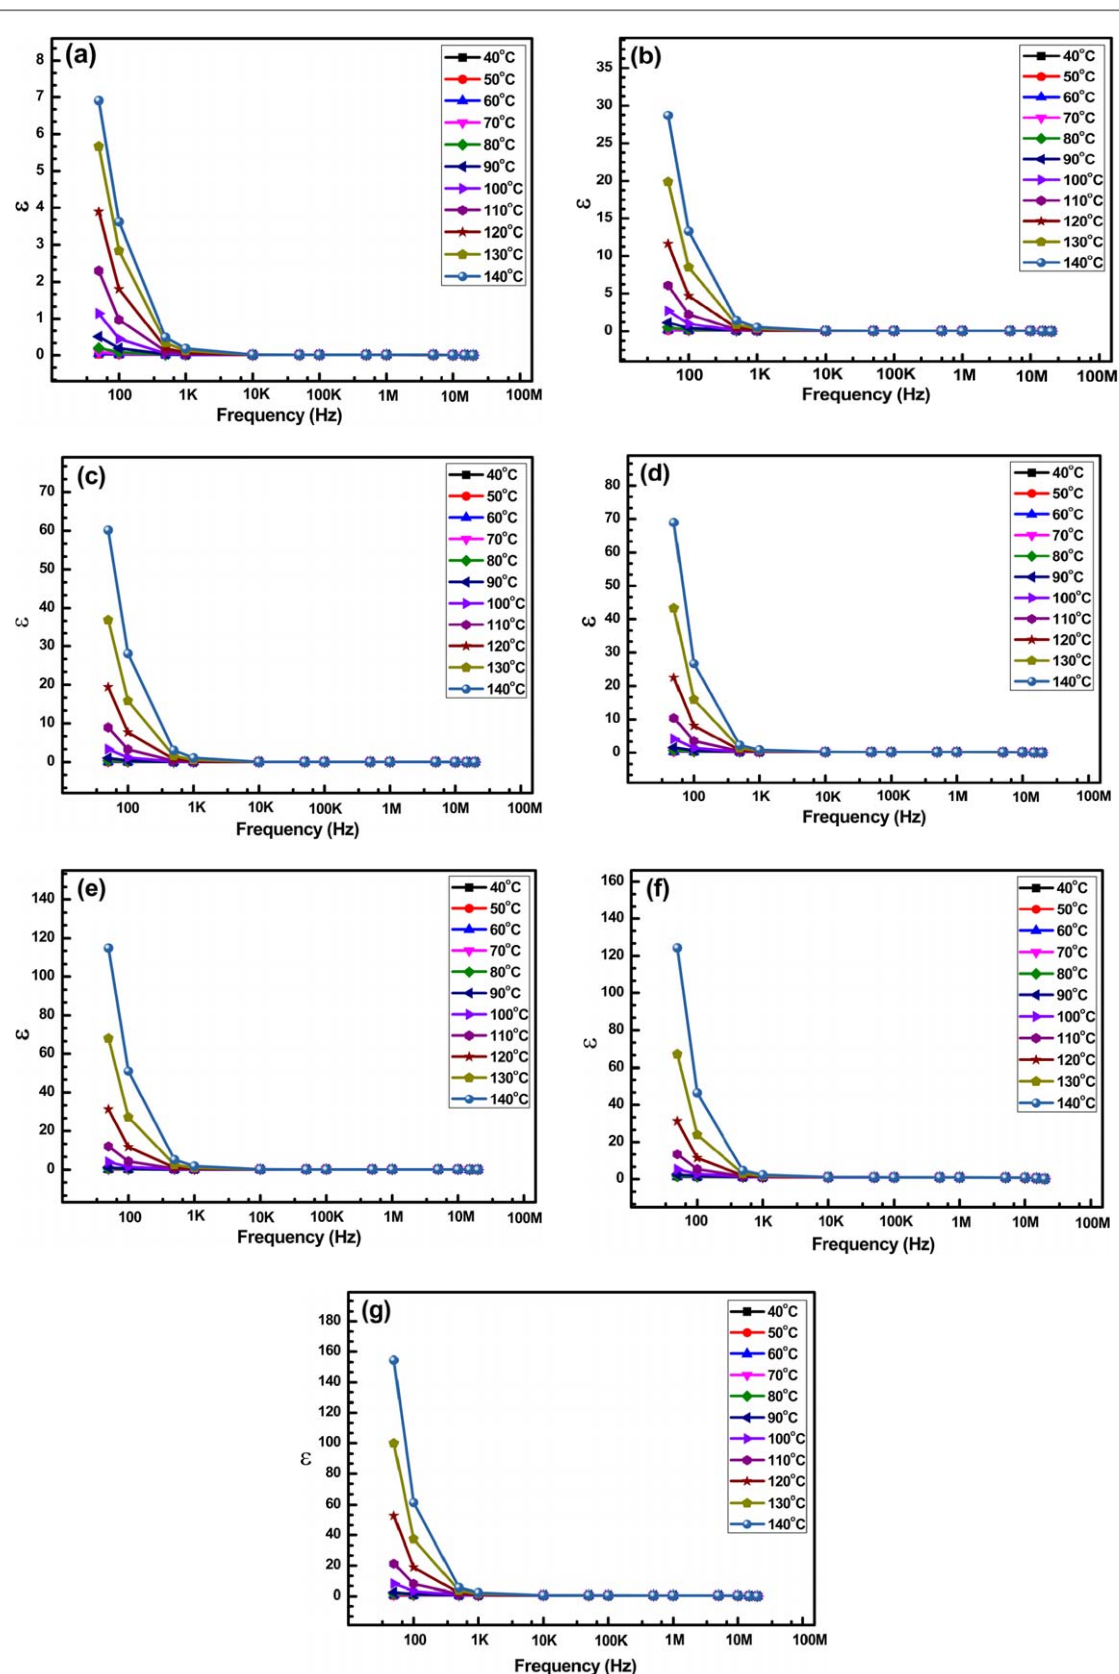 (a)
8
7
6
5
4
3
2
1
0
ε
100 1K 10K 100K 1M 10M 100M
Frequency (Hz)
40°C
50°C
60°C
70°C
80°C
90°C
100°C
110°C
120°C
130°C
140°C
(b)
35
30
25
20
15
10
5
0
ε
100 1K 10K 100K 1M 10M 100M
Frequency (Hz)
40°C
50°C
60°C
70°C
80°C
90°C
100°C
110°C
120°C
130°C
140°C
(c)
70
60
50
40
30
20
10
0
ε
100 1K 10K 100K 1M 10M 100M
Frequency (Hz)
40°C
50°C
60°C
70°C
80°C
90°C
100°C
110°C
120°C
130°C
140°C
(d)
80
70
60
50
40
30
20
10
0
ε
100 1K 10K 100K 1M 10M 100M
Frequency (Hz)
40°C
50°C
60°C
70°C
80°C
90°C
100°C
110°C
120°C
130°C
140°C
(e)
140
120
100
80
60
40
20
0
ε
100 1K 10K 100K 1M 10M 100M
Frequency (Hz)
40°C
50°C
60°C
70°C
80°C
90°C
100°C
110°C
120°C
130°C
140°C
(f)
160
140
120
100
80
60
40
20
0
ε
100 1K 10K 100K 1M 10M 100M
Frequency (Hz)
40°C
50°C
60°C
70°C
80°C
90°C
100°C
110°C
120°C
130°C
140°C
(g)
180
160
140
120
100
80
60
40
20
0
ε
100 1K 10K 100K 1M 10M 100M
Frequency (Hz)
40°C
50°C
60°C
70°C
80°C
90°C
100°C
110°C
120°C
130°C
140°C